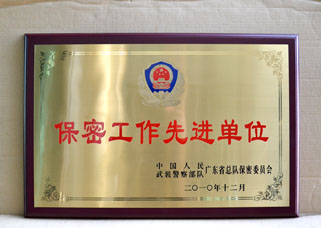 保密工作先进单位
中国人民
武装警察部队广东省总队保密委员会
二〇一〇年十二月